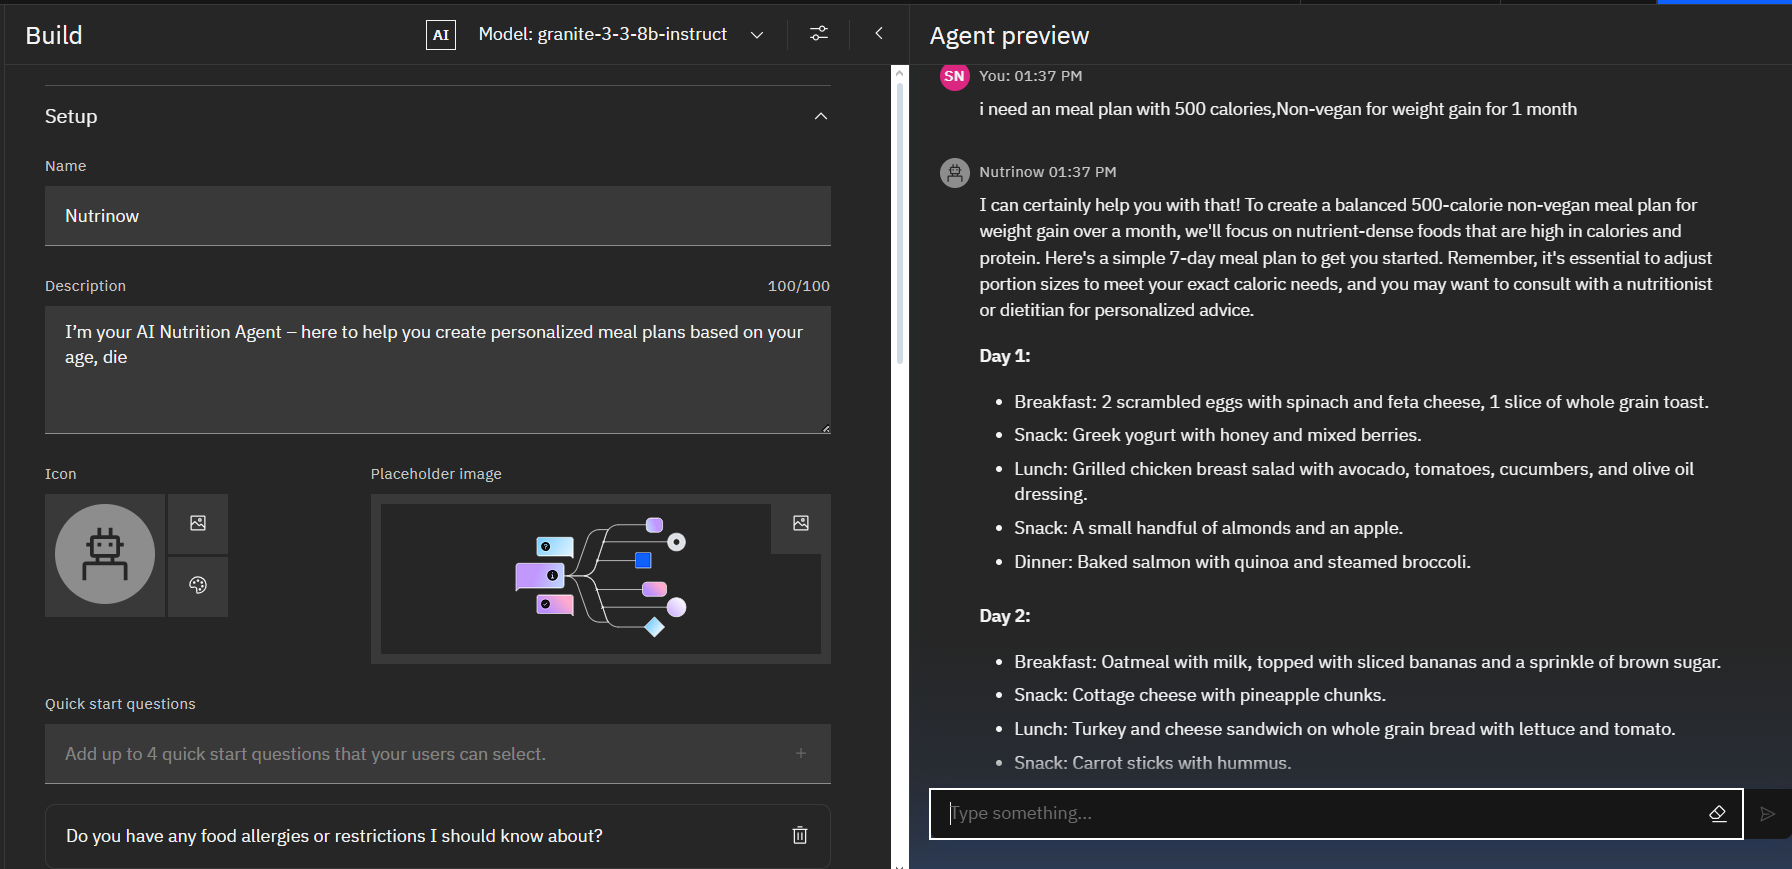 Build
AI
Model: granite-3-3-8b-instruct
Setup
Name
Nutrinow
Description
100/100
I’m your AI Nutrition Agent – here to help you create personalized meal plans based on your
age, die
Icon
Placeholder image
Quick start questions
Add up to 4 quick start questions that your users can select.
Do you have any food allergies or restrictions I should know about?
Agent preview
SN
You: 01:37 PM
i need an meal plan with 500 calories,Non-vegan for weight gain for 1 month
Nutrinow 01:37 PM
I can certainly help you with that! To create a balanced 500-calorie non-vegan meal plan for
weight gain over a month, we'll focus on nutrient-dense foods that are high in calories and
protein. Here's a simple 7-day meal plan to get you started. Remember, it's essential to adjust
portion sizes to meet your exact caloric needs, and you may want to consult with a nutritionist
or dietitian for personalized advice.
Day 1:
• Breakfast: 2 scrambled eggs with spinach and feta cheese, 1 slice of whole grain toast.
• Snack: Greek yogurt with honey and mixed berries.
• Lunch: Grilled chicken breast salad with avocado, tomatoes, cucumbers, and olive oil
dressing.
• Snack: A small handful of almonds and an apple.
• Dinner: Baked salmon with quinoa and steamed broccoli.
Day 2:
• Breakfast: Oatmeal with milk, topped with sliced bananas and a sprinkle of brown sugar.
• Snack: Cottage cheese with pineapple chunks.
• Lunch: Turkey and cheese sandwich on whole grain bread with lettuce and tomato.
• Snack: Carrot sticks with hummus.
Type something...